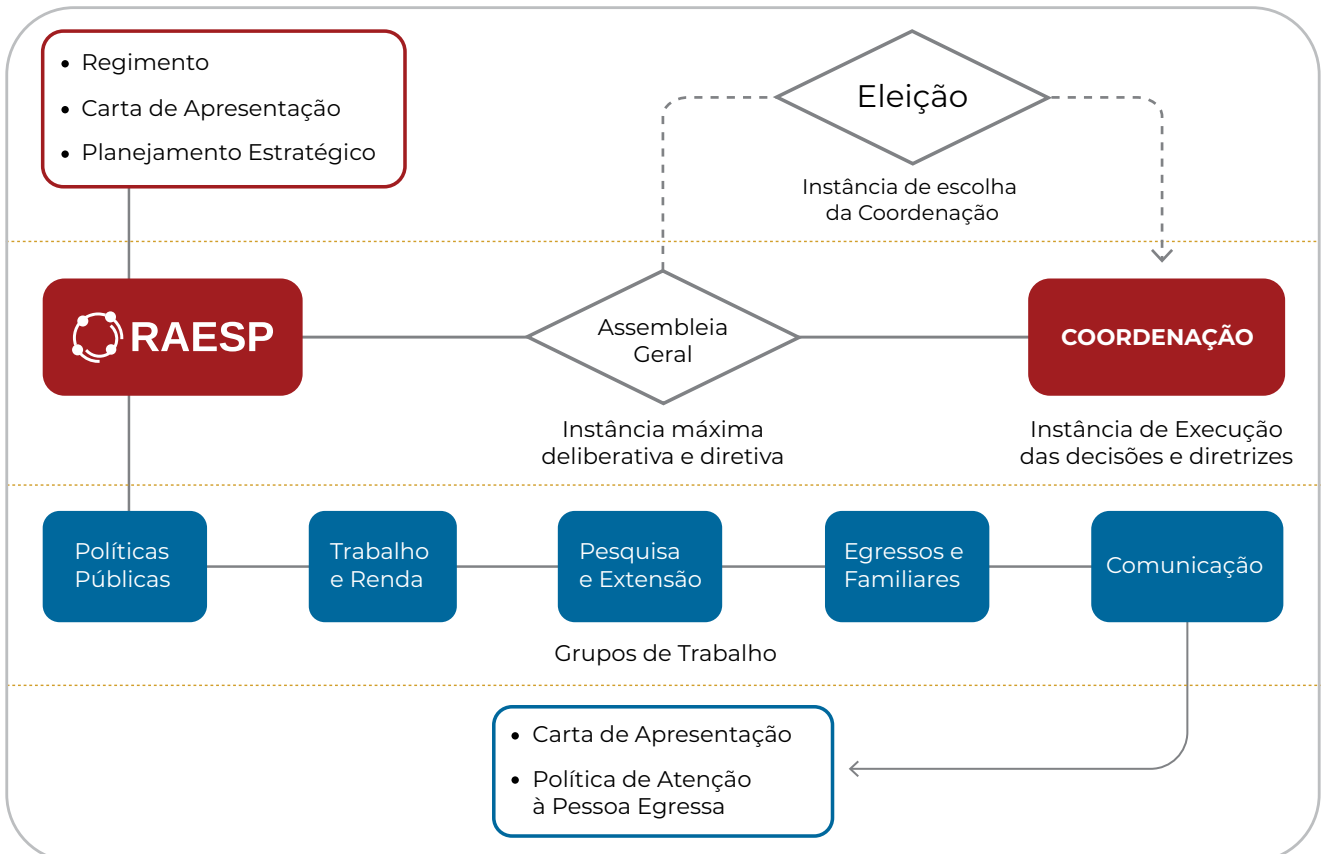 • Regimento
• Carta de Apresentação
• Planejamento Estratégico
Eleição
Instância de escolha
da Coordenação
RAESP
Assembleia
Geral
COORDENAÇÃO
Instância máxima
deliberativa e diretiva
Instância de Execução
das decisões e diretrizes
Políticas
Públicas
Trabalho
e Renda
Pesquisa
e Extensão
Egressos e
Familiares
Comunicação
Grupos de Trabalho
• Carta de Apresentação
• Política de Atenção
à Pessoa Egressa